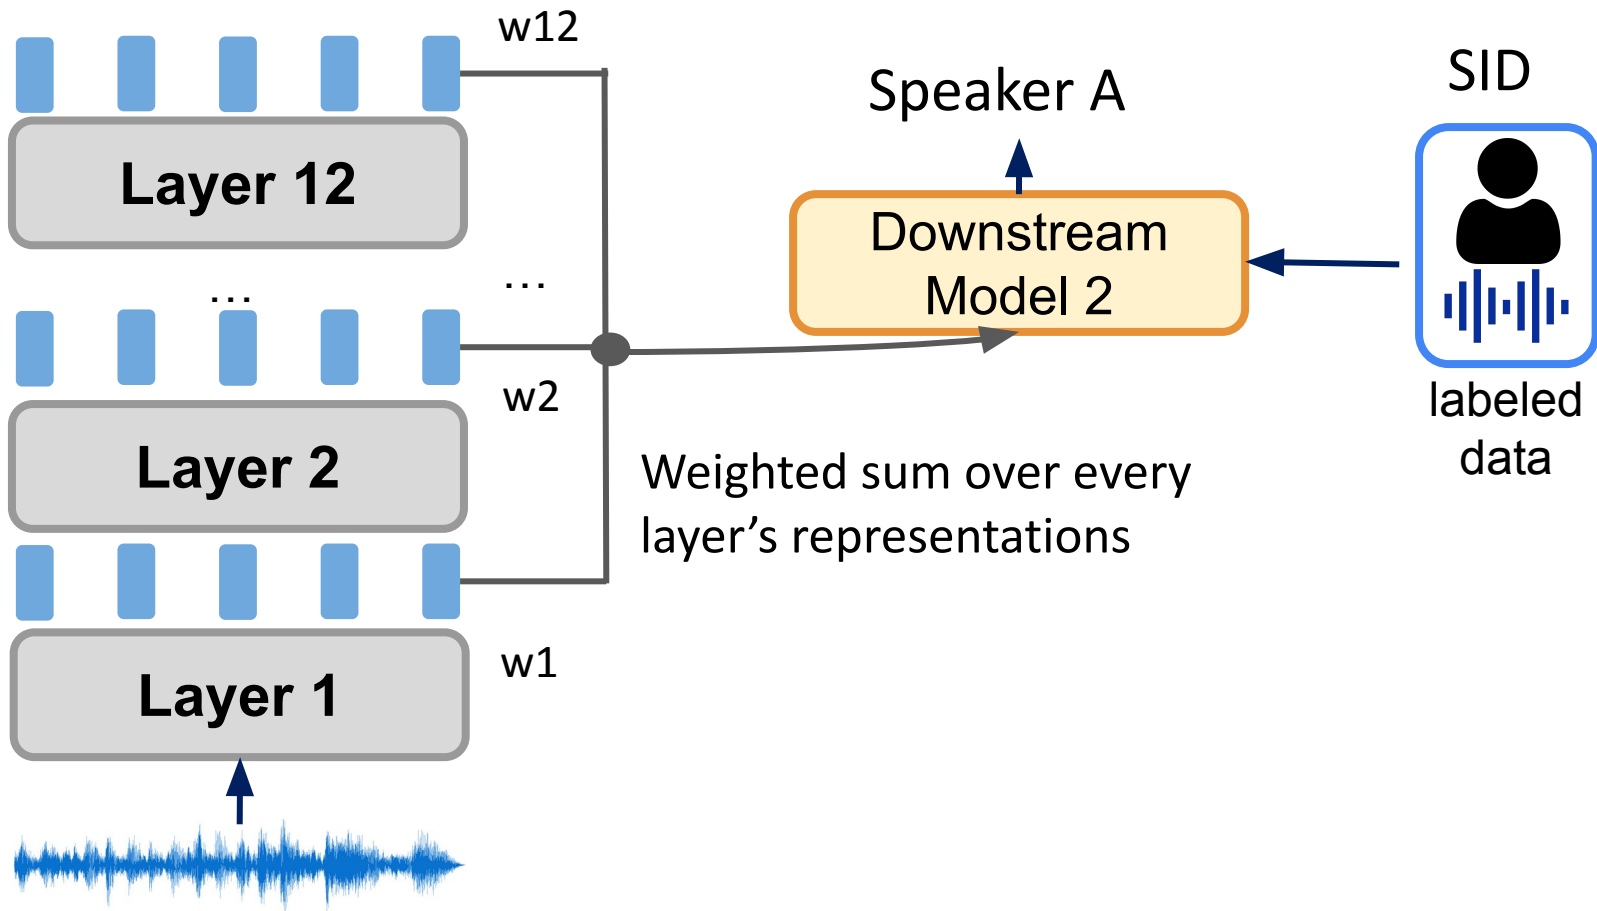 w12
Layer 12
...
...
w2
Layer 2
w1
Layer 1
Speaker A
Downstream
Model 2
Weighted sum over every
layer’s representations
SID
labeled
data